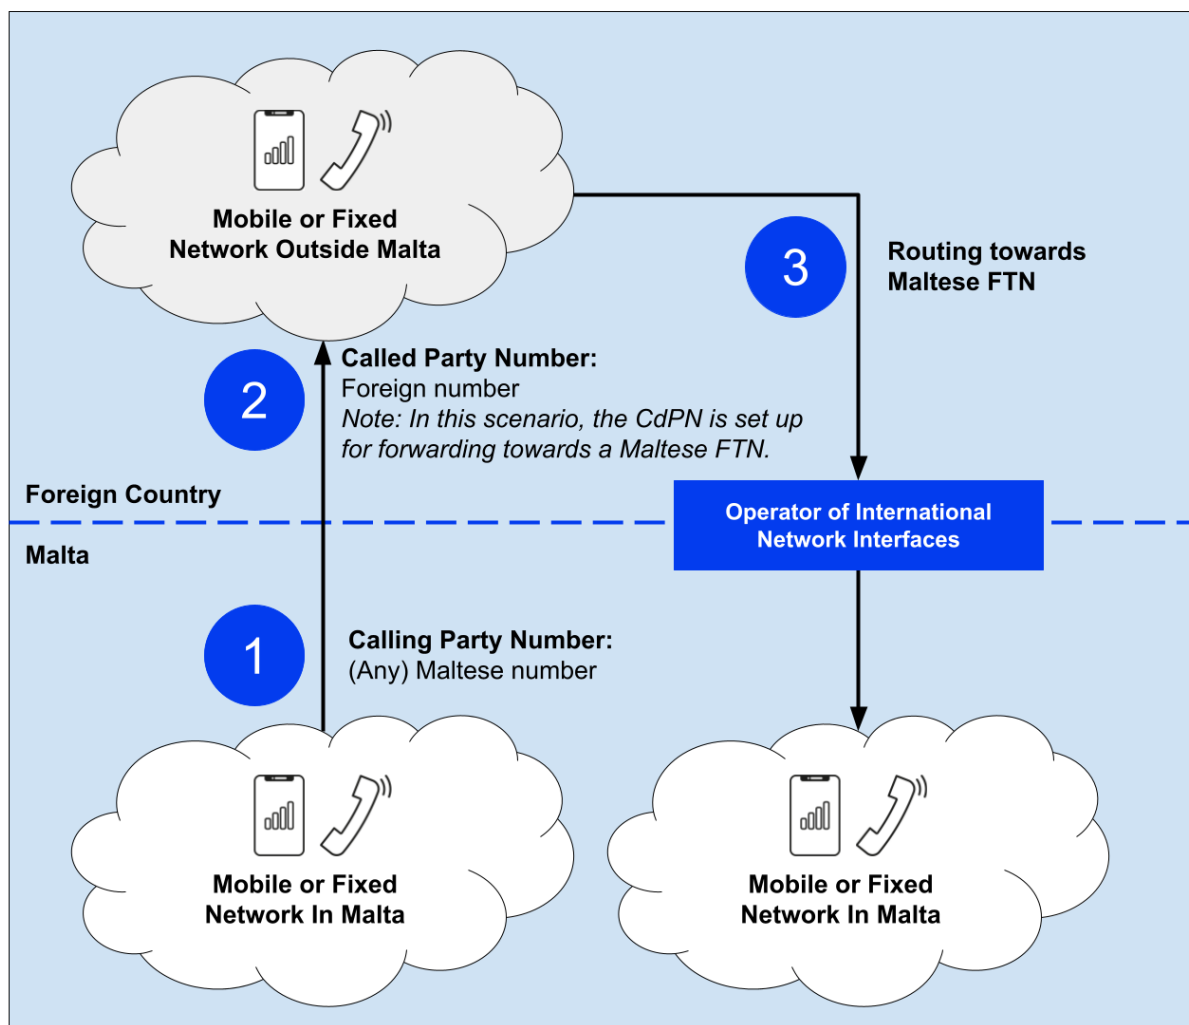 Mobile or Fixed
Network Outside Malta
3
Routing towards
Maltese FTN
2
Called Party Number:
Foreign number
Note: In this scenario, the CdPN is set up
for forwarding towards a Maltese FTN.
Foreign Country
Operator of International
Network Interfaces
Malta
1
Calling Party Number:
(Any) Maltese number
Mobile or Fixed
Network In Malta
Mobile or Fixed
Network In Malta